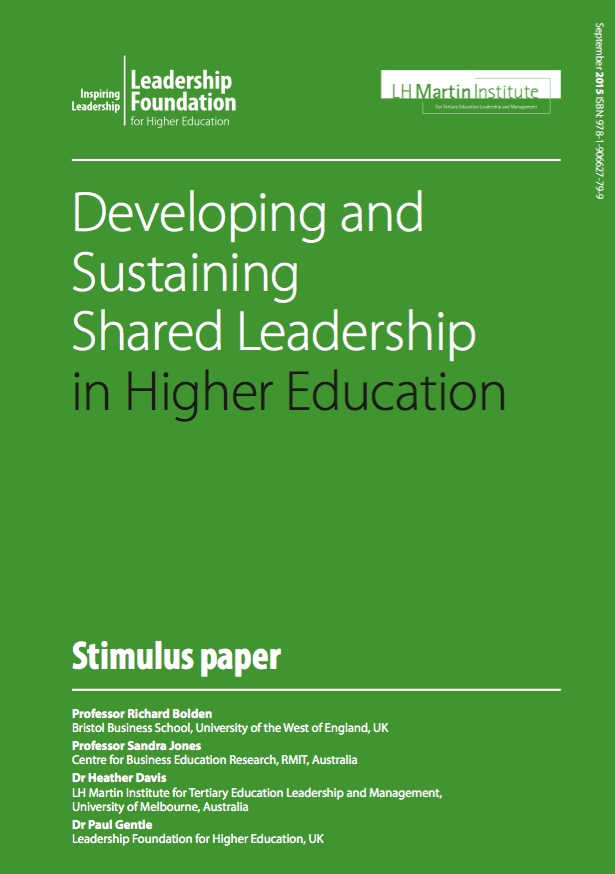 Inspiring
Leadership
Leadership
Foundation
for Higher Education
LH Martin Institute
For Tertiary Education Leadership and Management
September 2015 ISBN: 978-1-906627-79-9
Developing and
Sustaining
Shared Leadership
in Higher Education
Stimulus paper
Professor Richard Bolden
Bristol Business School, University of the West of England, UK
Professor Sandra Jones
Centre for Business Education Research, RMIT, Australia
Dr Heather Davis
LH Martin Institute for Tertiary Education Leadership and Management,
University of Melbourne, Australia
Dr Paul Gentle
Leadership Foundation for Higher Education, UK